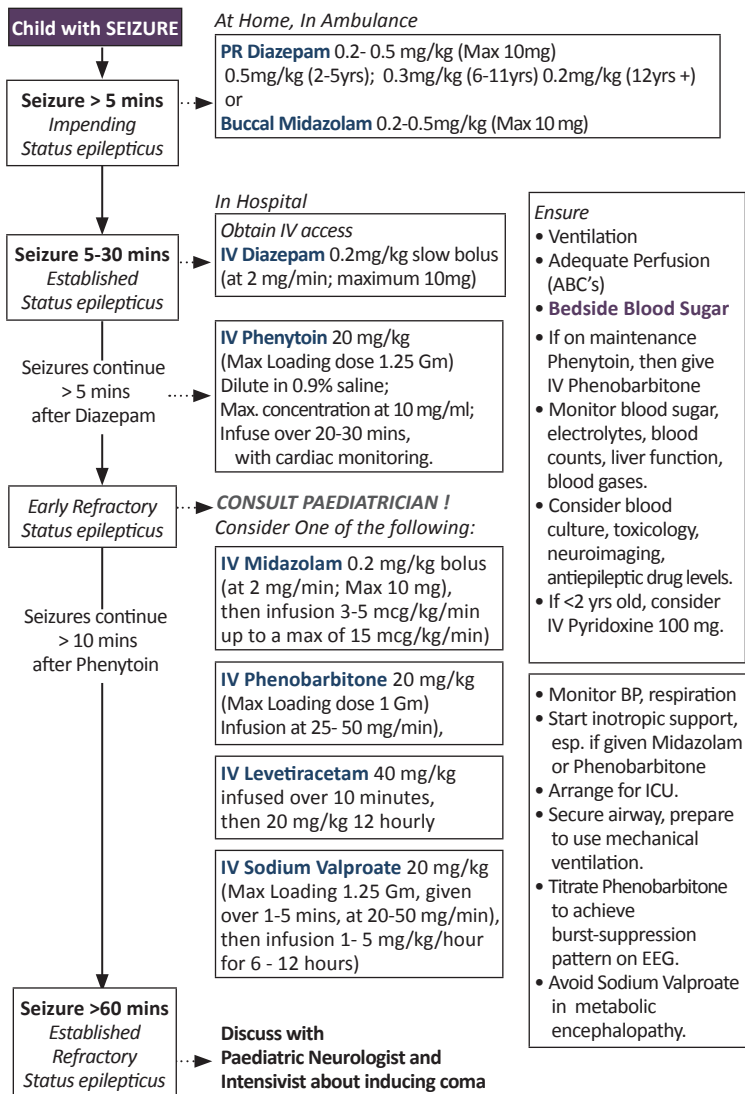 Child with SEIZURE
At Home, In Ambulance
PR Diazepam 0.2- 0.5 mg/kg (Max 10mg)
0.5mg/kg (2-5yrs); 0.3mg/kg (6-11yrs) 0.2mg/kg (12yrs +)
or
Buccal Midazolam 0.2-0.5mg/kg (Max 10 mg)
Seizure > 5 mins
Impending
Status epilepticus
In Hospital
Obtain IV access
IV Diazepam 0.2mg/kg slow bolus
(at 2 mg/min; maximum 10mg)
Seizure 5-30 mins
Established
Status epilepticus
IV Phenytoin 20 mg/kg
(Max Loading dose 1.25 Gm)
Dilute in 0.9% saline;
Max. concentration at 10 mg/ml;
Infuse over 20-30 mins,
with cardiac monitoring.
Seizures continue
> 5 mins
after Diazepam
Early Refractory
Status epilepticus
CONSULT PAEDIATRICIAN !
Consider One of the following:
IV Midazolam 0.2 mg/kg bolus
(at 2 mg/min; Max 10 mg),
then infusion 3-5 mcg/kg/min
up to a max of 15 mcg/kg/min)
Seizures continue
> 10 mins
after Phenytoin
IV Phenobarbitone 20 mg/kg
(Max Loading dose 1 Gm)
Infusion at 25- 50 mg/min),
IV Levetiracetam 40 mg/kg
infused over 10 minutes,
then 20 mg/kg 12 hourly
IV Sodium Valproate 20 mg/kg
(Max Loading 1.25 Gm, given
over 1-5 mins, at 20-50 mg/min),
then infusion 1- 5 mg/kg/hour
for 6 - 12 hours)
Seizure >60 mins
Established
Refractory
Status epilepticus
Discuss with
Paediatric Neurologist and
Intensivist about inducing coma
Ensure
• Ventilation
• Adequate Perfusion
(ABC’s)
• Bedside Blood Sugar
• If on maintenance
Phenytoin, then give
IV Phenobarbitone
• Monitor blood sugar,
electrolytes, blood
counts, liver function,
blood gases.
• Consider blood
culture, toxicology,
neuroimaging,
antiepileptic drug levels.
• If <2 yrs old, consider
IV Pyridoxine 100 mg.
• Monitor BP, respiration
• Start inotropic support,
esp. if given Midazolam
or Phenobarbitone
• Arrange for ICU.
• Secure airway, prepare
to use mechanical
ventilation.
• Titrate Phenobarbitone
to achieve
burst-suppression
pattern on EEG.
• Avoid Sodium Valproate
in metabolic
encephalopathy.